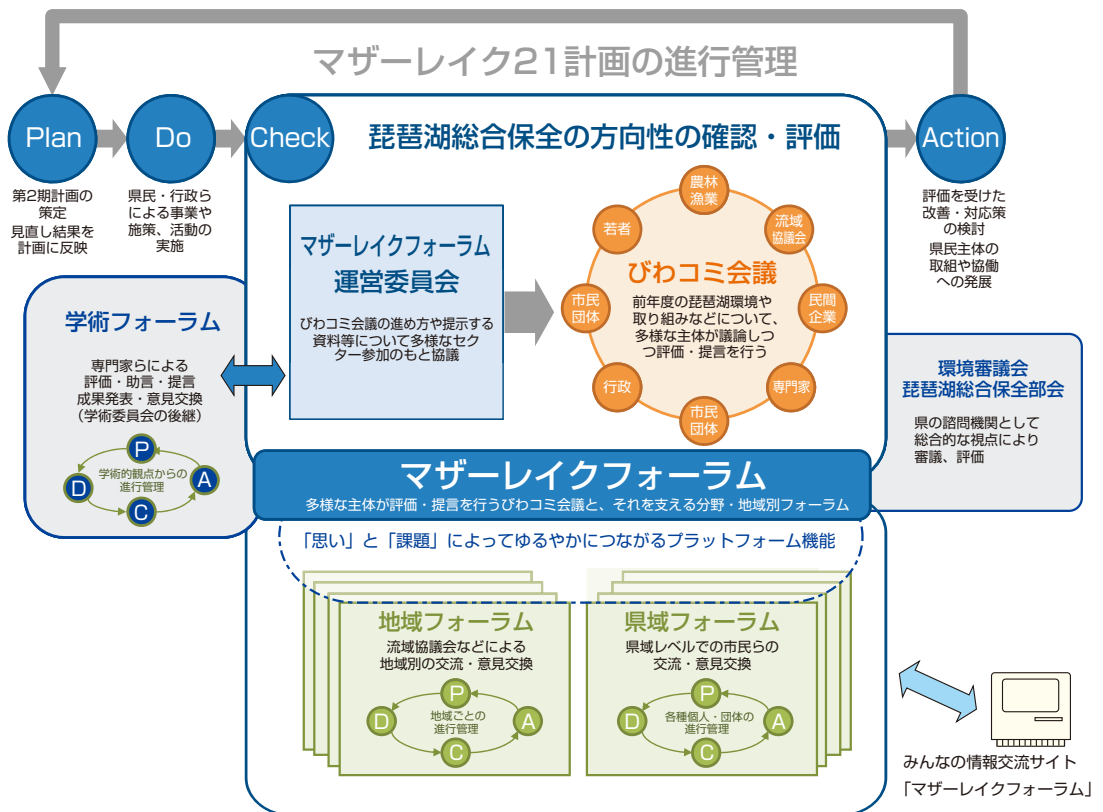 マザーレイク21計画の進行管理
Plan
Do
Check
琵琶湖総合保全の方向性の確認・評価
Action
第2期計画の
策定
見直し結果を
計画に反映
県民・行政ら
による事業や
施策、活動の
実施
評価を受けた
改善・対応策
の検討
県民主体の
取組や協働
への発展
マザーレイクフォーラム
運営委員会
びわコミ会議の進め方や提示する
資料等について多様なセク
ター参加のもと協議
農林
漁業
流域
協議会
民間
企業
専門家
市民
団体
行政
市民
団体
若者
びわコミ会議
前年度の琵琶湖環境や
取り組みなどについて、
多様な主体が議論しつ
つ評価・提言を行う
学術フォーラム
専門家らによる
評価・助言・提言
成果発表・意見交換
（学術委員会の後継）
P
D
学術的観点からの
進行管理
A
C
環境審議会
琵琶湖総合保全部会
県の諮問機関として
総合的な視点により
審議、評価
マザーレイクフォーラム
多様な主体が評価・提言を行うびわコミ会議と、それを支える分野・地域別フォーラム
「思い」と「課題」によってゆるやかにつながるプラットフォーム機能
地域フォーラム
流域協議会などによる
地域別の交流・意見交換
P
D
地域ごとの
進行管理
A
C
県域フォーラム
県域レベルでの市民らの
交流・意見交換
P
D
各種個人・団体の
進行管理
A
C
みんなの情報交流サイト
「マザーレイクフォーラム」